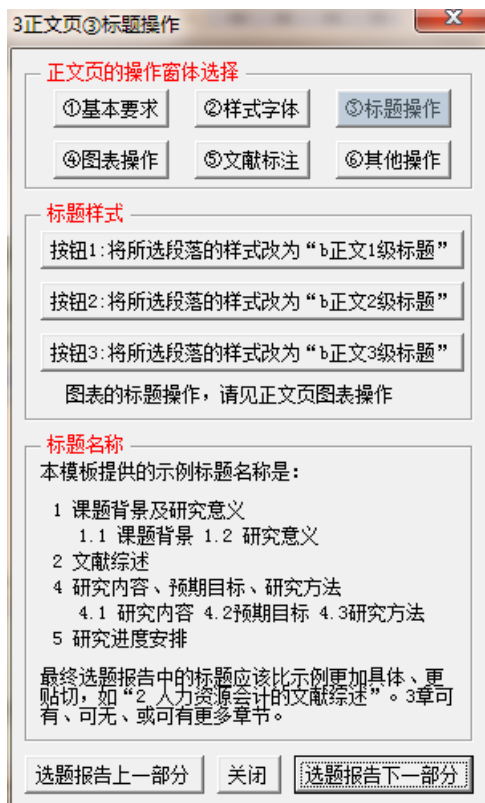 3正文页③标题操作
正文页的操作窗体选择
①基本要求 ②样式字体 ③标题操作
④图表操作 ⑤文献标注 ⑥其他操作
标题样式
按钮1:将所选段落的样式改为“b正文1级标题”
按钮2:将所选段落的样式改为“b正文2级标题”
按钮3:将所选段落的样式改为“b正文3级标题”
图表的标题操作，请见正文页图表操作
标题名称
本模板提供的示例标题名称是：
1 课题背景及研究意义
1.1 课题背景 1.2 研究意义
2 文献综述
4 研究内容、预期目标、研究方法
4.1 研究内容 4.2预期目标 4.3研究方法
5 研究进度安排
最终选题报告中的标题应该比示例更加具体、更
贴切，如“2 人力资源会计的文献综述”。3章可
有、可无、或可有更多章节。
选题报告上一部分 关闭 选题报告下一部分